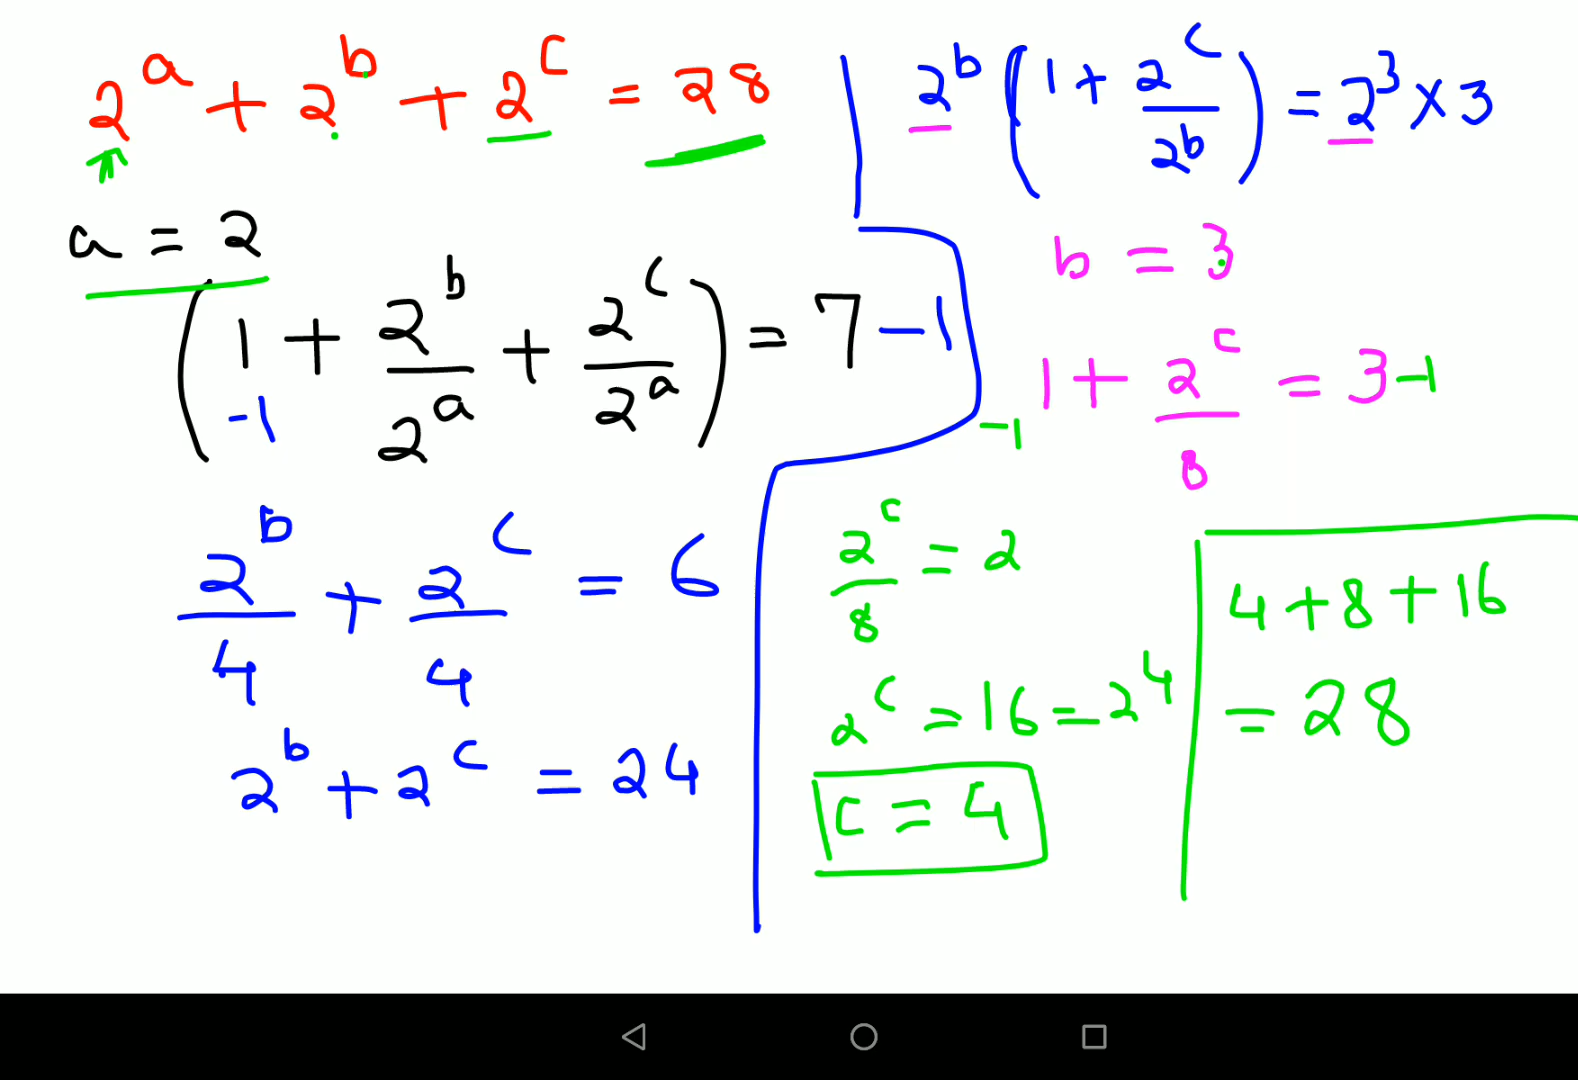 2^a + 2^b + 2^c = 28
a = 2
(1 + 2^b/2^a + 2^c/2^a) = 7 - 1
-1
2^b/4 + 2^c/4 = 6
2^b + 2^c = 24
2^b (1 + 2^c/2^b) = 2^3 × 3
b = 3
-1 1 + 2^c/8 = 3 - 1
2^c/8 = 2
2^c = 16 = 2^4
c = 4
4 + 8 + 16
= 28